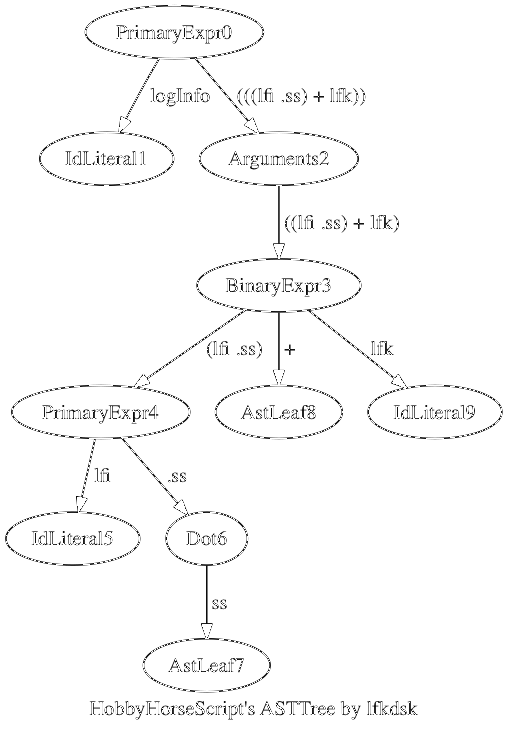 PrimaryExpr0
logInfo (((lfi .ss) + lfk))
IdLiteral1 Arguments2
((lfi .ss) + lfk)
BinaryExpr3
(lfi .ss) + lfk
PrimaryExpr4 AstLeaf8 IdLiteral9
lfi .ss
IdLiteral5 Dot6
ss
AstLeaf7
HobbyHorseScript's ASTTree by lfkdsk